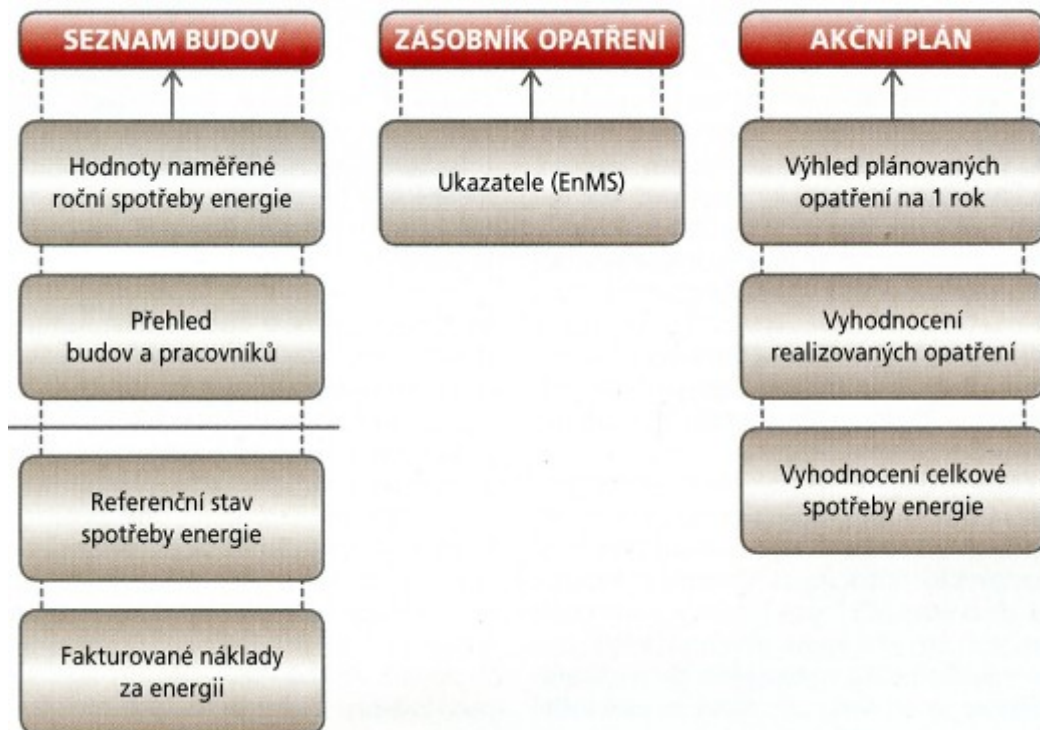 SEZNAM BUDOV
Hodnoty naměřené
roční spotřeby energie
Přehled
budov a pracovníků
Referenční stav
spotřeby energie
Fakturované náklady
za energii
ZÁSOBNÍK OPATŘENÍ
Ukazatele (EnMS)
AKČNÍ PLÁN
Výhled plánovaných
opatření na 1 rok
Vyhodnocení
realizovaných opatření
Vyhodnocení celkové
spotřeby energie